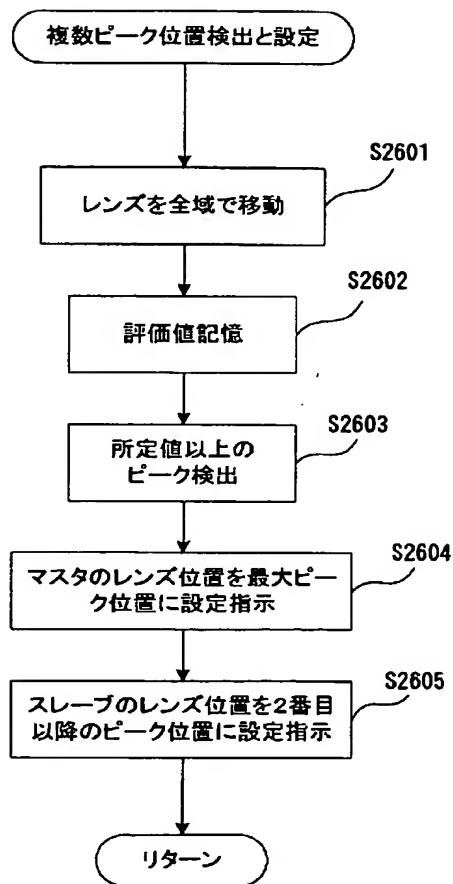 複数ピーク位置検出と設定
S2601
レンズを全域で移動
S2602
評価値記憶
S2603
所定値以上の
ピーク検出
S2604
マスタのレンズ位置を最大ピー
ク位置に設定指示
S2605
スレーブのレンズ位置を2番目
以降のピーク位置に設定指示
リターン